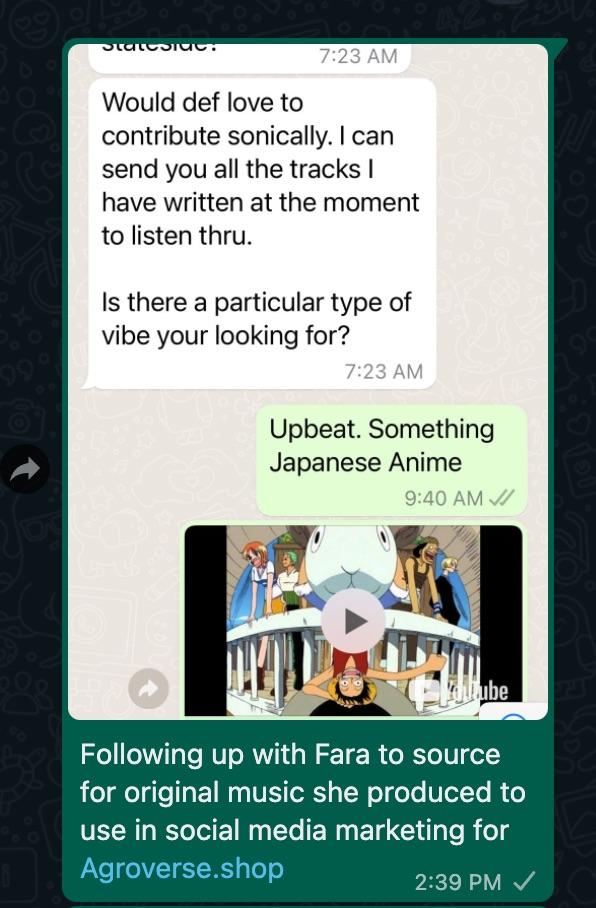 stateside?
7:23 AM
Would def love to
contribute sonically. I can
send you all the tracks I
have written at the moment
to listen thru.
Is there a particular type of
vibe your looking for?
7:23 AM
Upbeat. Something
Japanese Anime
9:40 AM
YouTube
Following up with Fara to source
for original music she produced to
use in social media marketing for
Agroverse.shop
2:39 PM